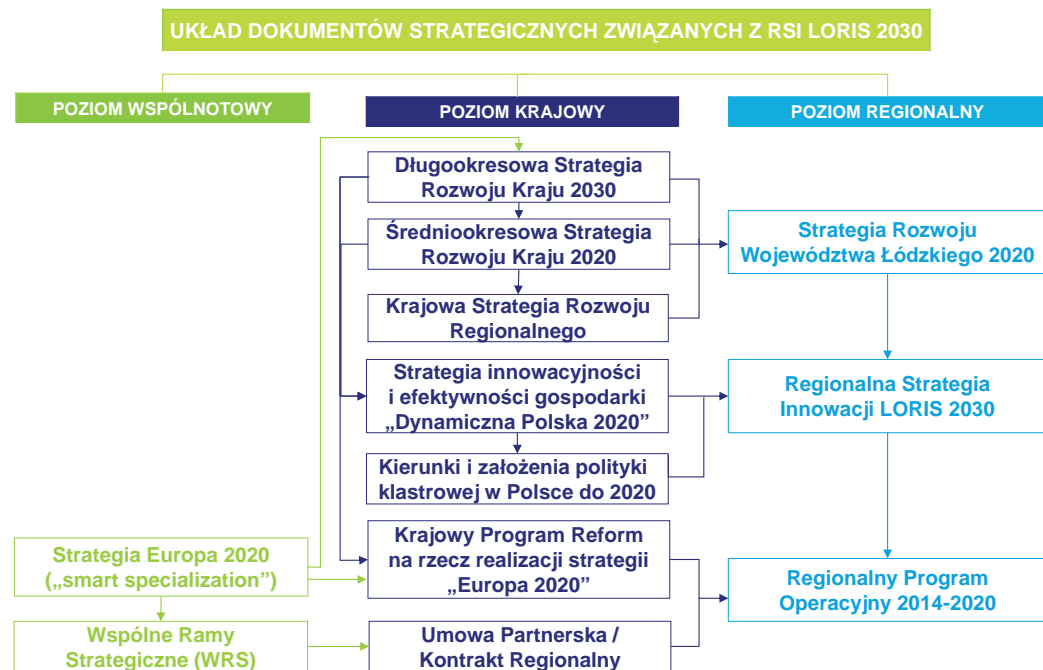 UKŁAD DOKUMENTÓW STRATEGICZNYCH ZWIĄZANYCH Z RSI LORIS 2030
POZIOM WSPÓLNOTOWY
POZIOM KRAJOWY
POZIOM REGIONALNY
Długookresowa Strategia
Rozwoju Kraju 2030
Średniookresowa Strategia
Rozwoju Kraju 2020
Krajowa Strategia Rozwoju
Regionalnego
Strategia innowacyjności
i efektywności gospodarki
„Dynamiczna Polska 2020”
Kierunki i założenia polityki
klastrowej w Polsce do 2020
Krajowy Program Reform
na rzecz realizacji strategii
„Europa 2020”
Umowa Partnerska /
Kontrakt Regionalny
Strategia Europa 2020
(„smart specialization”)
Wspólne Ramy
Strategiczne (WRS)
Strategia Rozwoju
Województwa Łódzkiego 2020
Regionalna Strategia
Innowacji LORIS 2030
Regionalny Program
Operacyjny 2014-2020